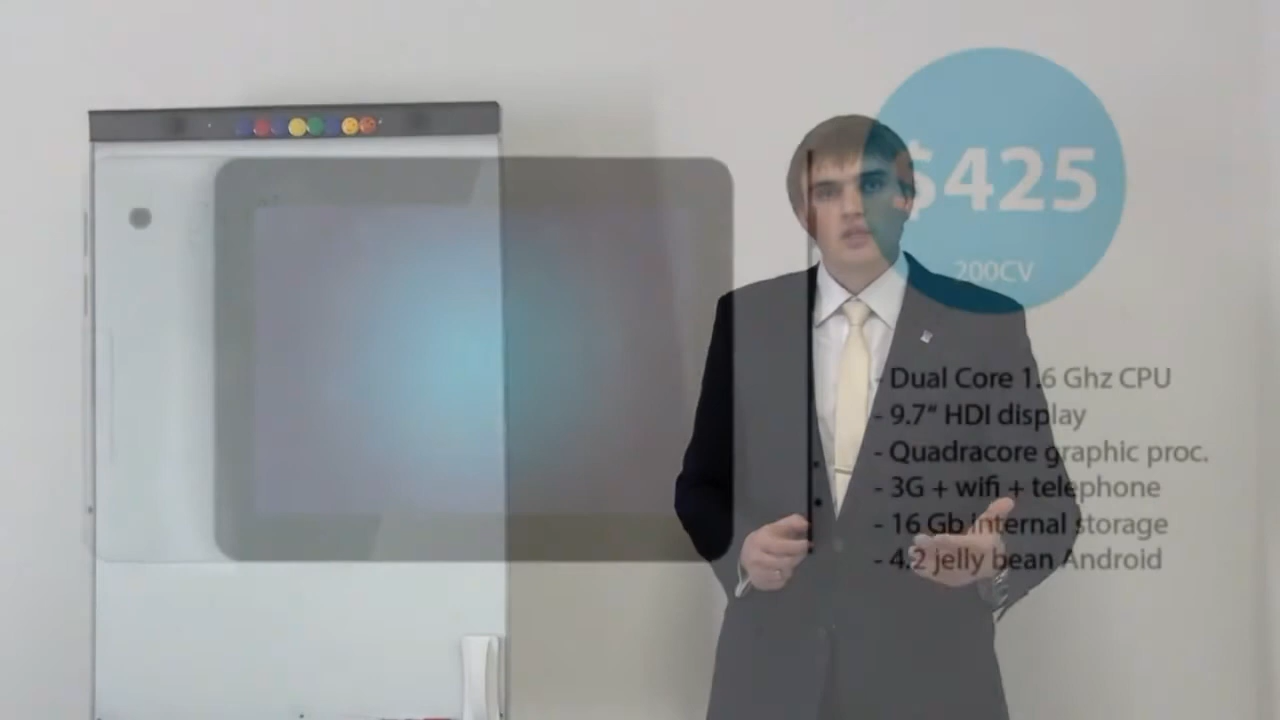 $425
200CV
- Dual Core 1.6 Ghz CPU
- 9.7“ HDI display
- Quadracore graphic proc.
- 3G + wifi + telephone
- 16 Gb internal storage
- 4.2 jelly bean Android